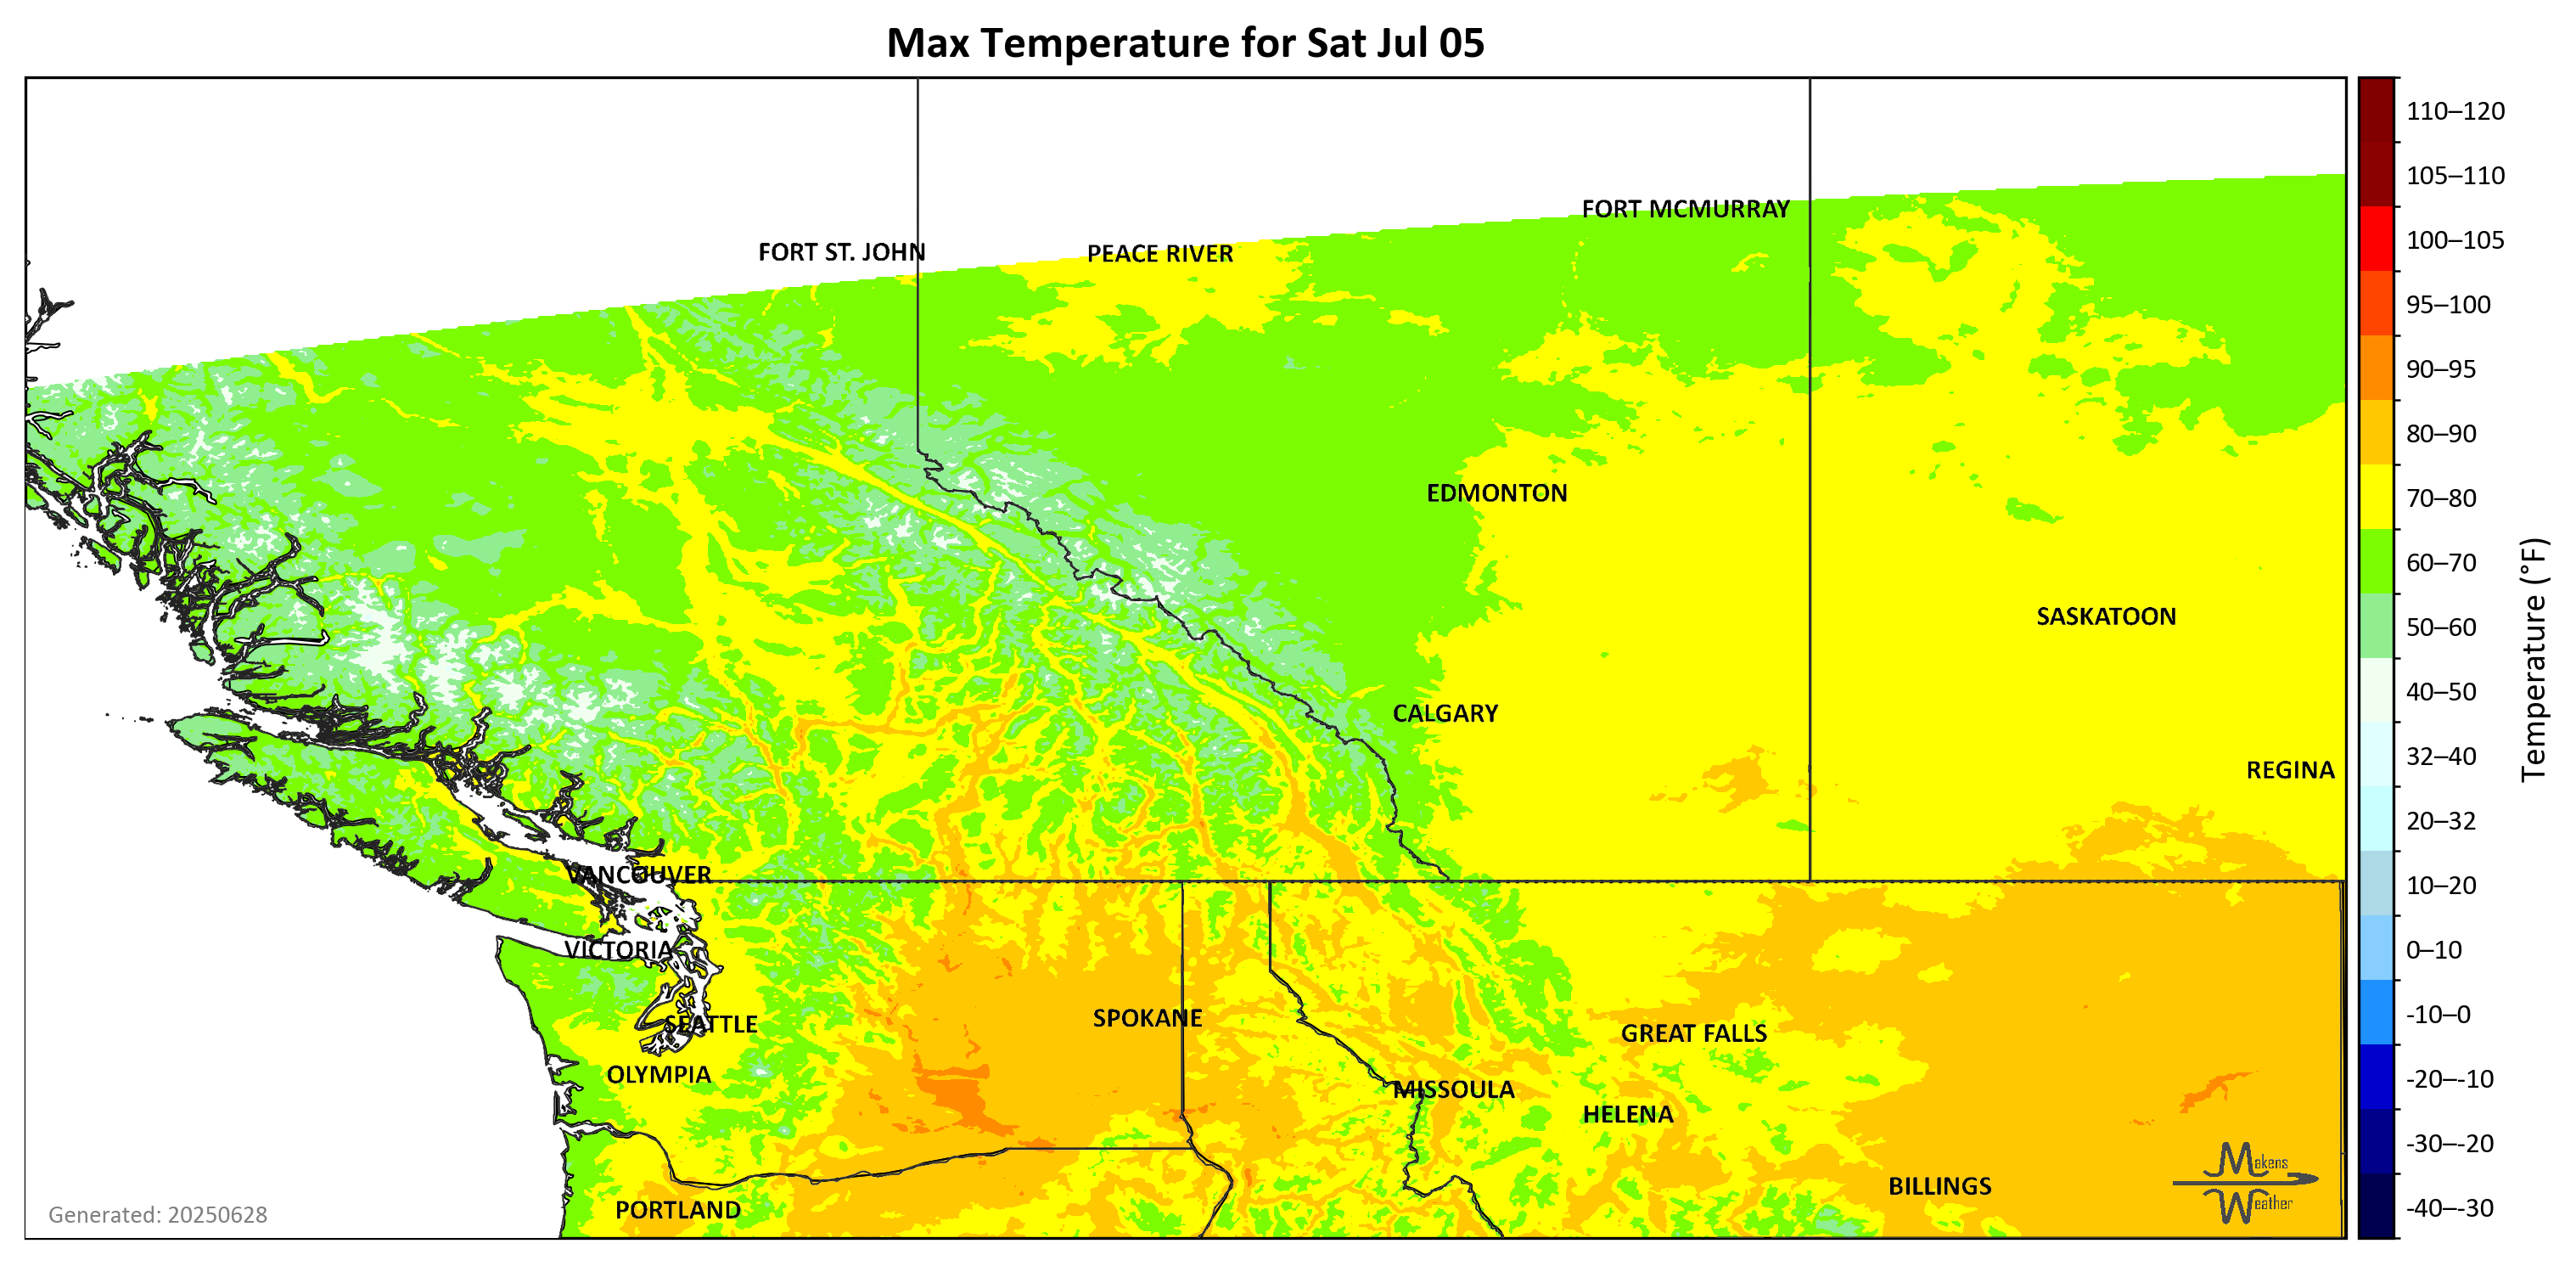 Max Temperature for Sat Jul 05
FORT MCMURRAY
FORT ST. JOHN
PEACE RIVER
EDMONTON
SASKATOON
CALGARY
REGINA
VANCOUVER
VICTORIA
SEATTLE
SPOKANE
GREAT FALLS
OLYMPIA
MISSOULA
HELENA
BILLINGS
PORTLAND
Makens
Weather
Generated: 20250628
110–120
105–110
100–105
95–100
90–95
80–90
70–80
60–70
50–60
40–50
32–40
20–32
10–20
0–10
-10–0
-20–-10
-30–-20
-40–-30
Temperature (°F)